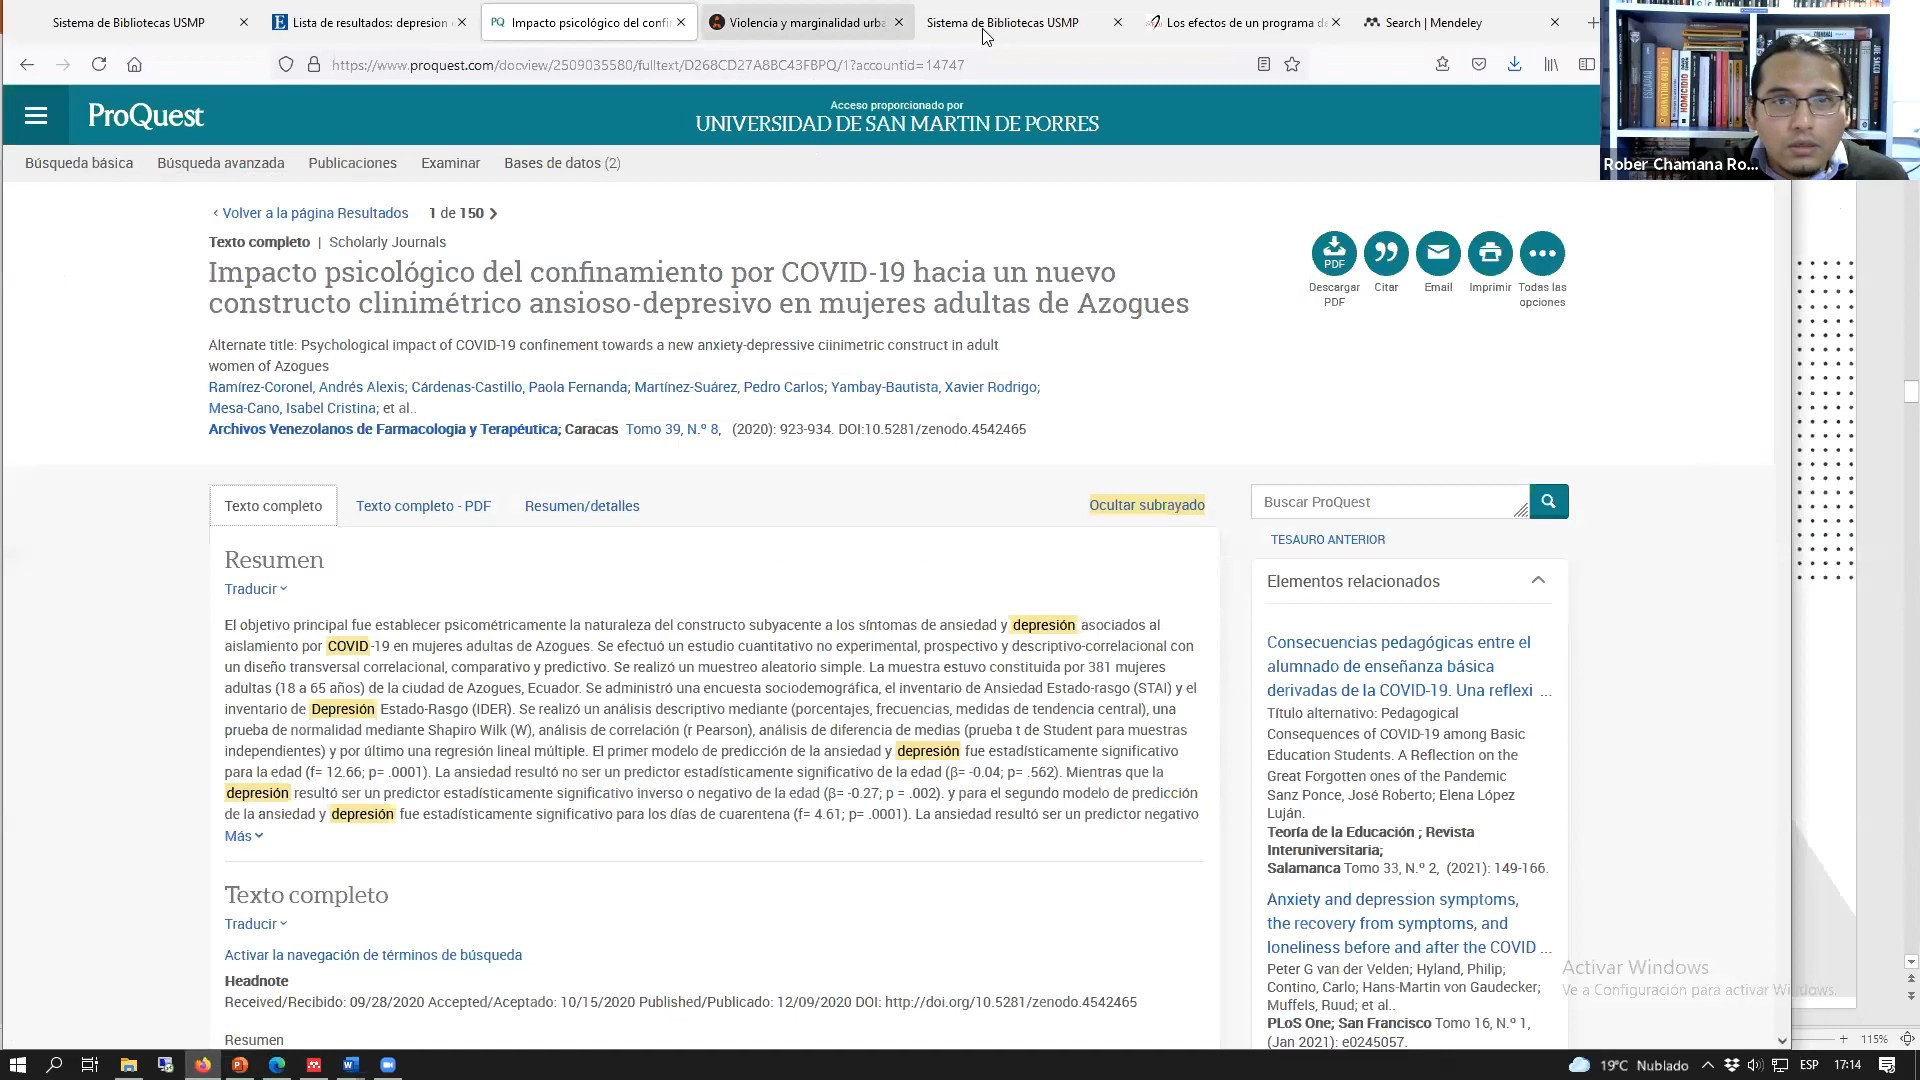 Sistema de Bibliotecas USMP
Lista de resultados: depresion
Impacto psicológico del confi
Violencia y marginalidad urba
Sistema de Bibliotecas USMP
Los efectos de un programa de
Search | Mendeley
https://www.proquest.com/docview/2509035580/fulltext/D268CD27A8BC43FBPQ/1?accountid=14747
ProQuest
Acceso proporcionado por
UNIVERSIDAD DE SAN MARTIN DE PORRES
Búsqueda básica
Búsqueda avanzada
Publicaciones
Examinar
Bases de datos (2)
Rober Chamana Ro...
‹ Volver a la página Resultados
1 de 150
Texto completo | Scholarly Journals
Impacto psicológico del confinamiento por COVID-19 hacia un nuevo
constructo clinimétrico ansioso-depresivo en mujeres adultas de Azogues
PDF
Descargar
PDF
Citar
Email
Imprimir
Todas las
opciones
Alternate title: Psychological impact of COVID-19 confinement towards a new anxiety-depressive ciinimetric construct in adult
women of Azogues
Ramírez-Coronel, Andrés Alexis; Cárdenas-Castillo, Paola Fernanda; Martínez-Suárez, Pedro Carlos; Yambay-Bautista, Xavier Rodrigo;
Mesa-Cano, Isabel Cristina; et al..
Archivos Venezolanos de Farmacologia y Terapéutica; Caracas Tomo 39, N.º 8, (2020): 923-934. DOI:10.5281/zenodo.4542465
Texto completo
Texto completo - PDF
Resumen/detalles
Ocultar subrayado
Resumen
Traducir
El objetivo principal fue establecer psicométricamente la naturaleza del constructo subyacente a los síntomas de ansiedad y depresión asociados al
aislamiento por COVID-19 en mujeres adultas de Azogues. Se efectuó un estudio cuantitativo no experimental, prospectivo y descriptivo-correlacional con
un diseño transversal correlacional, comparativo y predictivo. Se realizó un muestreo aleatorio simple. La muestra estuvo constituida por 381 mujeres
adultas (18 a 65 años) de la ciudad de Azogues, Ecuador. Se administró una encuesta sociodemográfica, el inventario de Ansiedad Estado-rasgo (STAI) y el
inventario de Depresión Estado-Rasgo (IDER). Se realizó un análisis descriptivo mediante (porcentajes, frecuencias, medidas de tendencia central), una
prueba de normalidad mediante Shapiro Wilk (W), análisis de correlación (r Pearson), análisis de diferencia de medias (prueba t de Student para muestras
independientes) y por último una regresión lineal múltiple. El primer modelo de predicción de la ansiedad y depresión fue estadísticamente significativo
para la edad (f= 12.66; p= .0001). La ansiedad resultó no ser un predictor estadísticamente significativo de la edad (β= -0.04; p= .562). Mientras que la
depresión resultó ser un predictor estadísticamente significativo inverso o negativo de la edad (β= -0.27; p = .002). y para el segundo modelo de predicción
de la ansiedad y depresión fue estadísticamente significativo para los días de cuarentena (f= 4.61; p= .0001). La ansiedad resultó ser un predictor negativo
Más
Texto completo
Traducir
Activar la navegación de términos de búsqueda
Headnote
Received/Recibido: 09/28/2020 Accepted/Aceptado: 10/15/2020 Published/Publicado: 12/09/2020 DOI: http://doi.org/10.5281/zenodo.4542465
Resumen
Buscar ProQuest
TESAURO ANTERIOR
Elementos relacionados
Consecuencias pedagógicas entre el
alumnado de enseñanza básica
derivadas de la COVID-19. Una reflexi ...
Título alternativo: Pedagogical
Consequences of COVID-19 among Basic
Education Students. A Reflection on the
Great Forgotten ones of the Pandemic
Sanz Ponce, José Roberto; Elena López
Luján.
Teoría de la Educación ; Revista
Interuniversitaria;
Salamanca Tomo 33, N.º 2, (2021): 149-166.
Anxiety and depression symptoms,
the recovery from symptoms, and
loneliness before and after the COVID ...
Peter G van der Velden; Hyland, Philip;
Contino, Carlo; Hans-Martin von Gaudecker;
Muffels, Ruud; et al..
PLoS One; San Francisco Tomo 16, N.º 1,
(Jan 2021): e0245057.
Activar Windows
Ve a Configuración para activar Windows.
115%
19°C Nublado
ESP
17:14